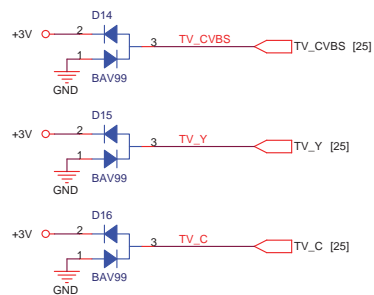 D14
+3V 2
3 TV_CVBS TV_CVBS [25]
1
GND BAV99
D15
+3V 2
3 TV_Y TV_Y [25]
1
GND BAV99
D16
+3V 2
3 TV_C TV_C [25]
1
GND BAV99